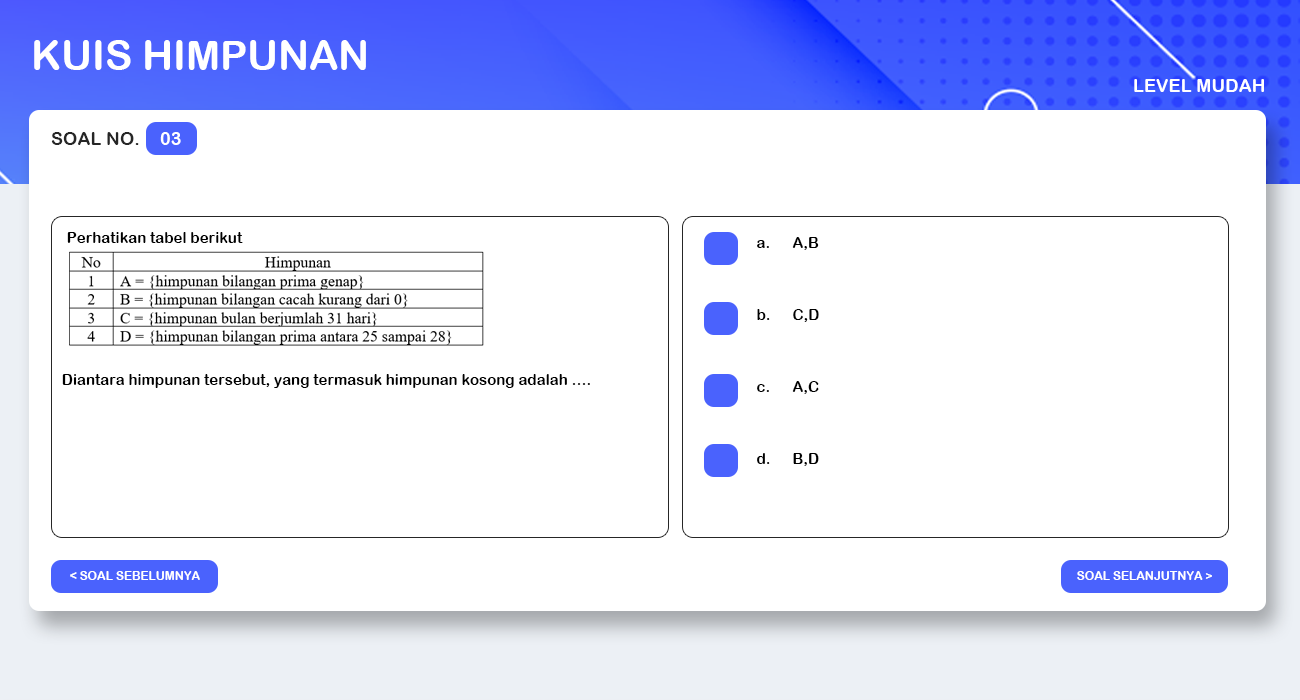 KUIS HIMPUNAN
LEVEL MUDAH
SOAL NO. 03
Perhatikan tabel berikut
No Himpunan
1 A = {himpunan bilangan prima genap}
2 B = {himpunan bilangan cacah kurang dari 0}
3 C = {himpunan bulan berjumlah 31 hari}
4 D = {himpunan bilangan prima antara 25 sampai 28}
Diantara himpunan tersebut, yang termasuk himpunan kosong adalah ....
a. A,B
b. C,D
c. A,C
d. B,D
< SOAL SEBELUMNYA
SOAL SELANJUTNYA >